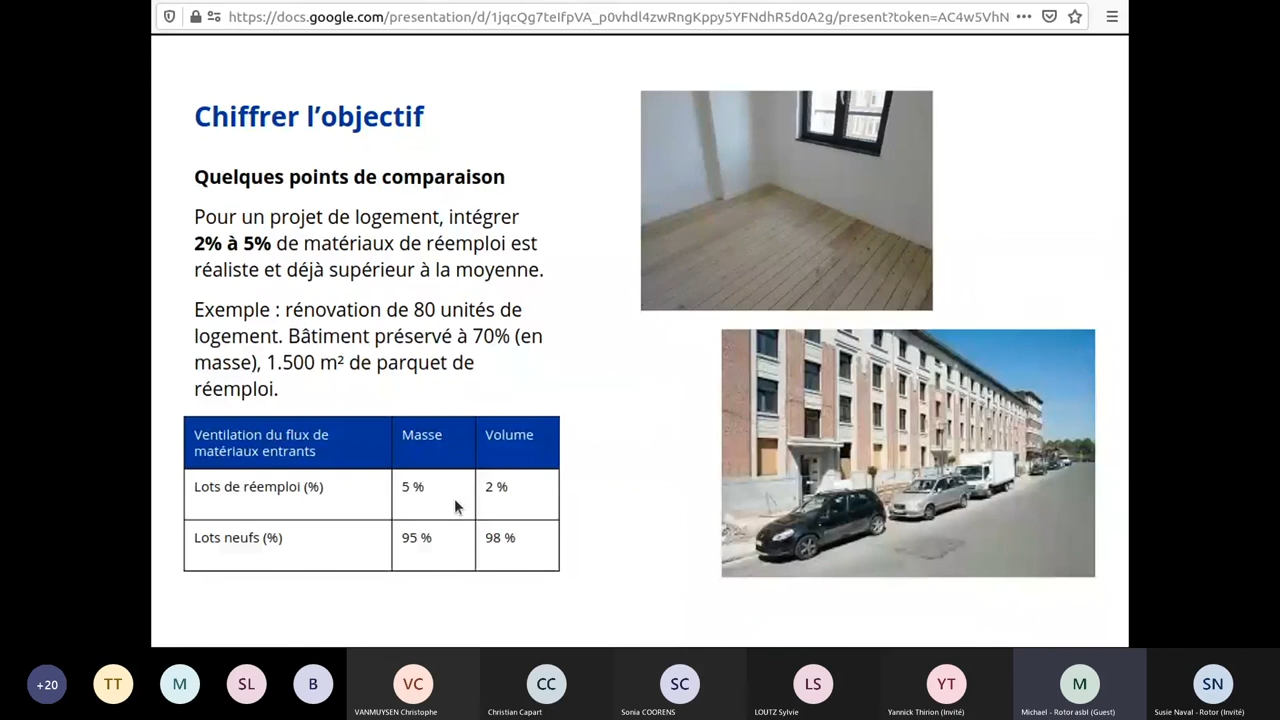 https://docs.google.com/presentation/d/1jqcQg7teIfpVA_p0vhdl4zwRngKppy5YFNdhR5d0A2g/present?token=AC4w5VhN
Chiffrer l’objectif
Quelques points de comparaison
Pour un projet de logement, intégrer
2% à 5% de matériaux de réemploi est
réaliste et déjà supérieur à la moyenne.
Exemple : rénovation de 80 unités de
logement. Bâtiment préservé à 70% (en
masse), 1.500 m² de parquet de
réemploi.
Ventilation du flux de
matériaux entrants
Masse
Volume
Lots de réemploi (%)
5 %
2 %
Lots neufs (%)
95 %
98 %
+20
TT
M
SL
B
VC
CC
SC
LS
YT
M
SN
VANMUYSEN Christophe
Christian Capart
Sonia COORENS
LOUTZ Sylvie
Yannick Thirion (Invité)
Michael - Rotor asbl (Guest)
Susie Naval - Rotor (Invité)